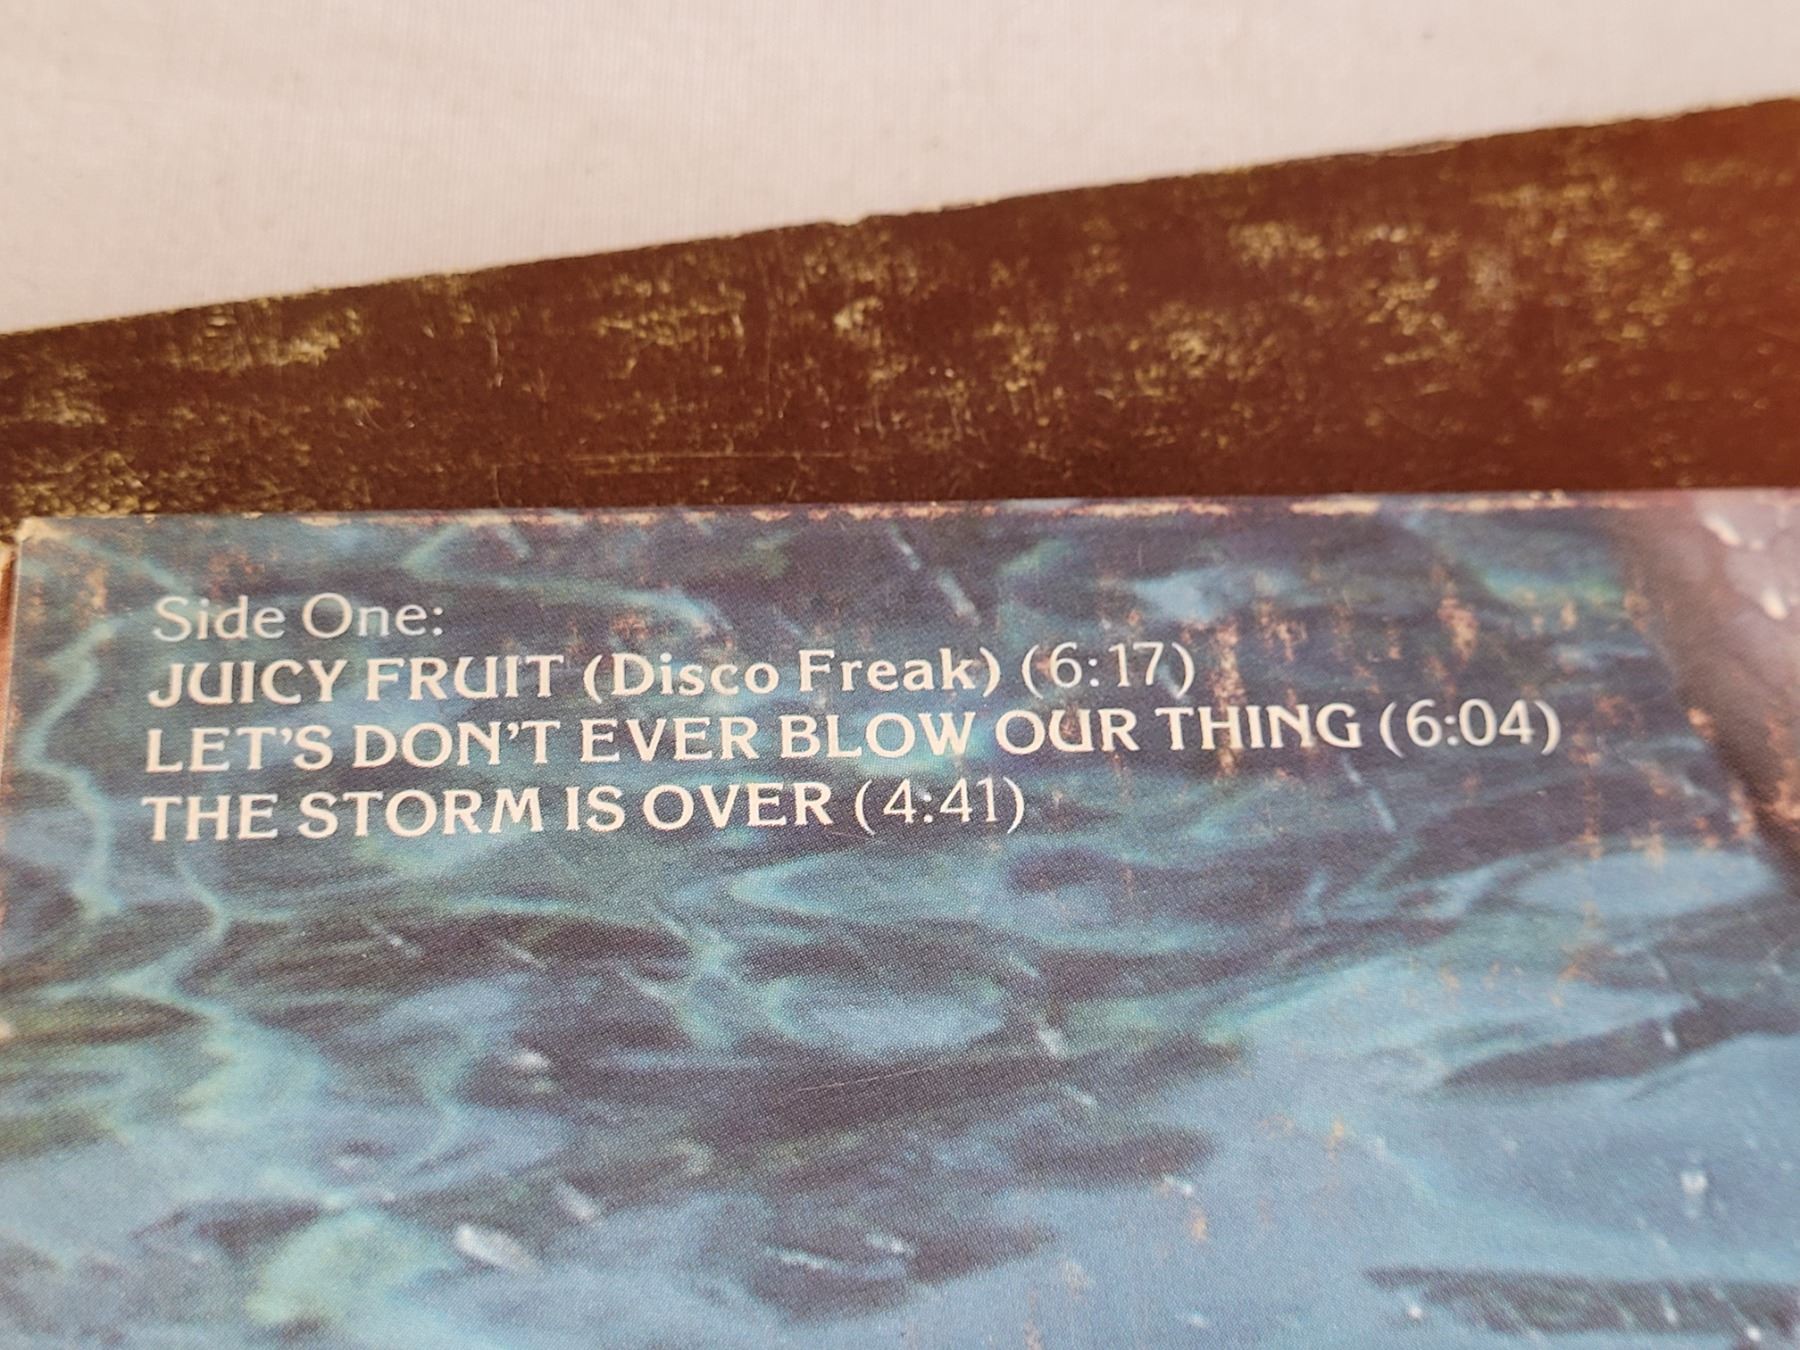 Side One:
JUICY FRUIT (Disco Freak) (6:17)
LET'S DON'T EVER BLOW OUR THING (6:04)
THE STORM IS OVER (4:41)